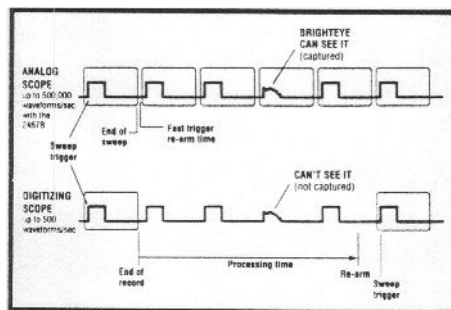 BRIGHTEYE
CAN SEE IT
(captured)
ANALOG
SCOPE
up to 500,000
waveforms/sec
with the
2467B
End of
sweep
Fast trigger
re-arm time
Sweep
trigger
CAN'T SEE IT
(not captured)
DIGITIZING
SCOPE
up to 500
waveforms/sec
End of
record
Processing time
Re-arm
Sweep
trigger